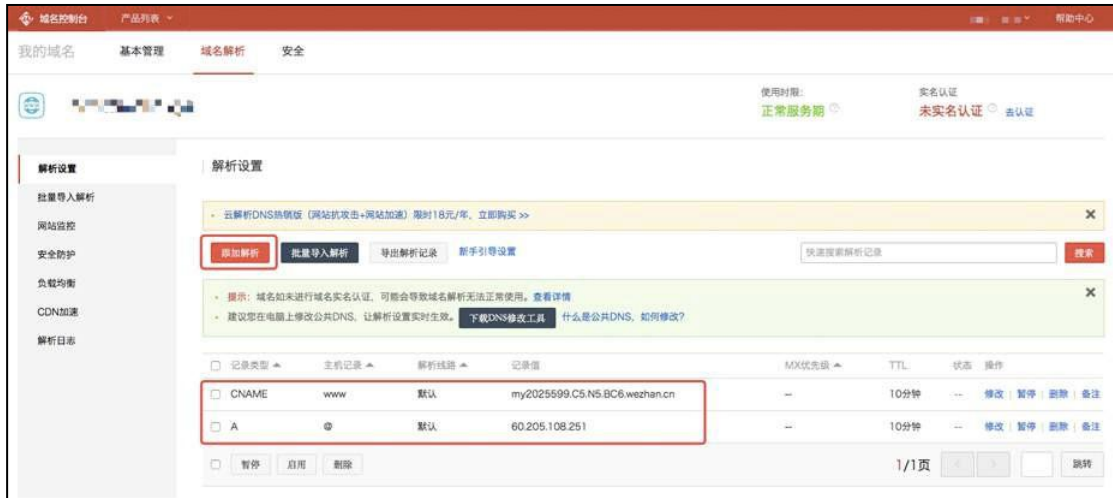 域名控制台 产品列表 帮助中心
我的域名 基本管理 域名解析 安全
使用时限: 实名认证
正常服务期 未实名认证 去认证
解析设置 解析设置
批量导入解析
· 云解析DNS热销版（网站抗攻击+网站加速）限时18元/年，立即购买 >>
网站监控
安全防护 添加解析 批量导入解析 导出解析记录 新手引导设置 快速搜索解析记录 搜索
负载均衡
· 提示：域名如未进行域名实名认证，可能会导致域名解析无法正常使用。查看详情
CDN加速
· 建议您在电脑上修改公共DNS，让解析设置实时生效。 下载DNS修改工具 什么是公共DNS，如何修改?
解析日志
记录类型 主机记录 解析线路 记录值 MX优先级 TTL 状态 操作
CNAME www 默认 my2025599.C5.N5.BC6.wezhan.cn -- 10分钟 -- 修改 | 暂停 | 删除 | 备注
A @ 默认 60.205.108.251 -- 10分钟 -- 修改 | 暂停 | 删除 | 备注
暂停 启用 删除 1/1页 < > 跳转